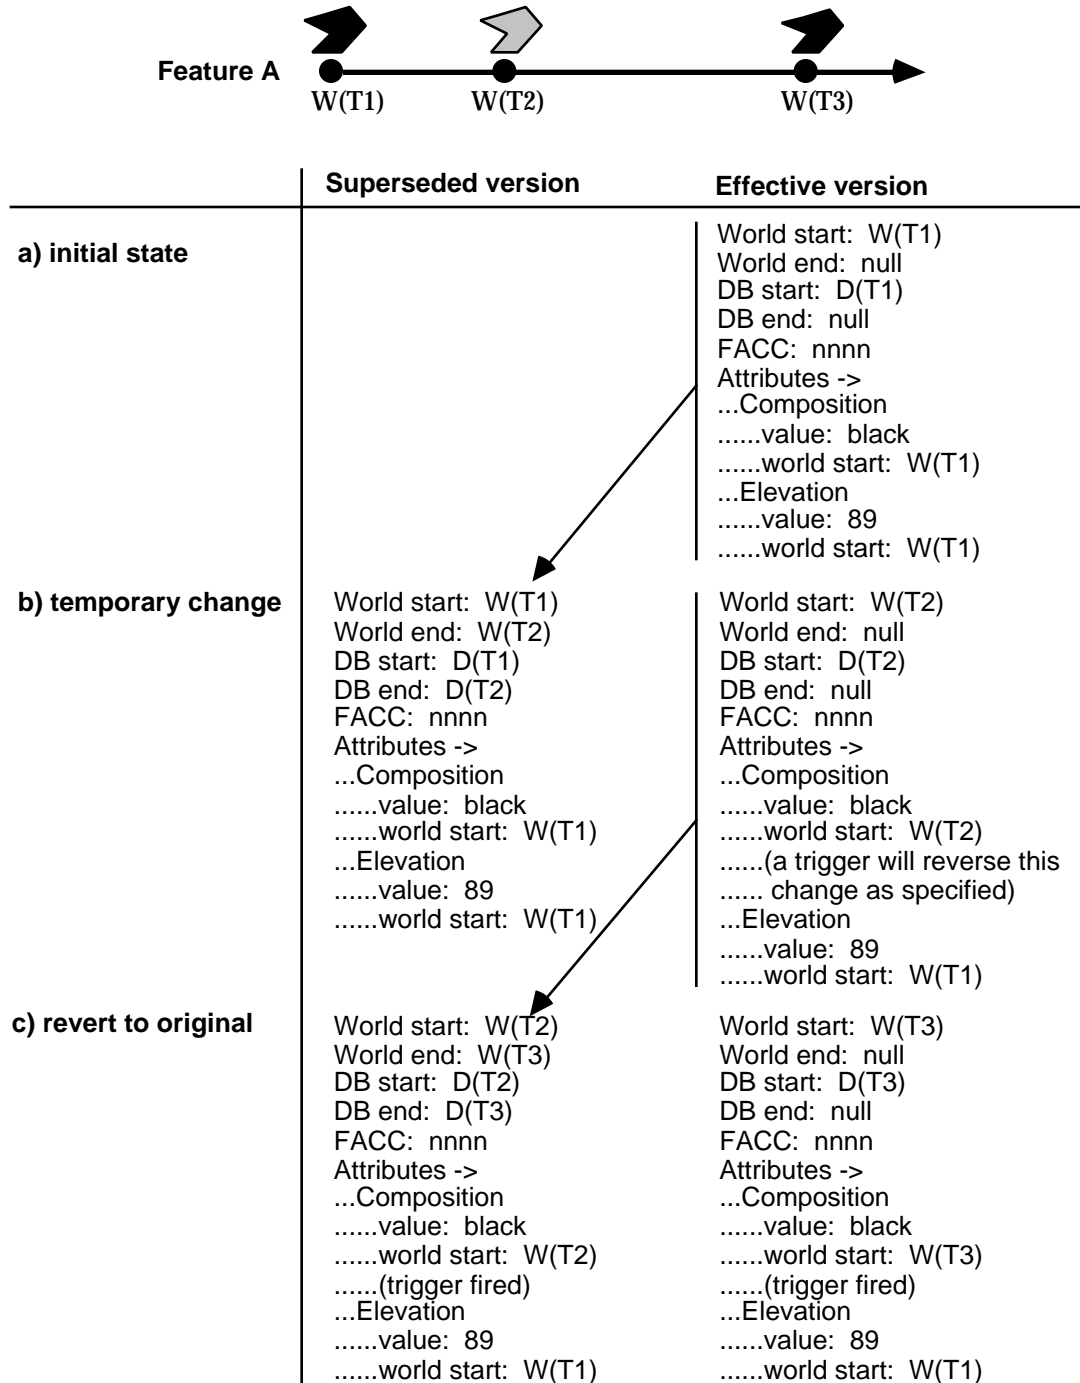 Feature A
W(T1)
W(T2)
W(T3)
Superseded version
Effective version
a) initial state
World start:  W(T1)
World end:  null
DB start:  D(T1)
DB end:  null
FACC:  nnnn
Attributes ->
...Composition
......value:  black
......world start:  W(T1)
...Elevation
......value:  89
......world start:  W(T1)
b) temporary change
World start:  W(T1)
World end:  W(T2)
DB start:  D(T1)
DB end:  D(T2)
FACC:  nnnn
Attributes ->
...Composition
......value:  black
......world start:  W(T1)
...Elevation
......value:  89
......world start:  W(T1)
World start:  W(T2)
World end:  null
DB start:  D(T2)
DB end:  null
FACC:  nnnn
Attributes ->
...Composition
......value:  black
......world start:  W(T2)
......(a trigger will reverse this
...... change as specified)
...Elevation
......value:  89
......world start:  W(T1)
c) revert to original
World start:  W(T2)
World end:  W(T3)
DB start:  D(T2)
DB end:  D(T3)
FACC:  nnnn
Attributes ->
...Composition
......value:  black
......world start:  W(T2)
......(trigger fired)
...Elevation
......value:  89
......world start:  W(T1)
World start:  W(T3)
World end:  null
DB start:  D(T3)
DB end:  null
FACC:  nnnn
Attributes ->
...Composition
......value:  black
......world start:  W(T3)
......(trigger fired)
...Elevation
......value:  89
......world start:  W(T1)